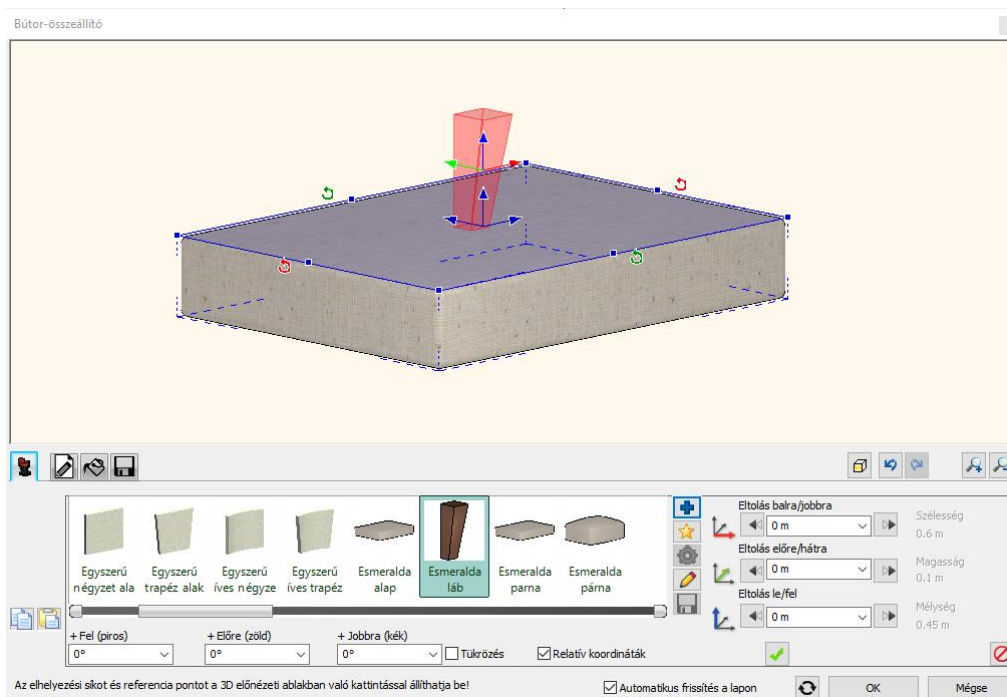 Bútor-összeállító
Eltolás balra/jobbra
0 m
Szélesség
0.6 m
Eltolás előre/hátra
0 m
Magasság
0.1 m
Eltolás le/fel
0 m
Mélység
0.45 m
Egyszerű négyzet ala
Egyszerű trapéz alak
Egyszerű íves négyze
Egyszerű íves trapéz
Esmeralda alap
Esmeralda láb
Esmeralda parna
Esmeralda párna
+ Fel (piros)
+ Előre (zöld)
+ Jobbra (kék)
0°
0°
0°
Tükrözés
Relatív koordináták
Az elhelyezési síkot és referencia pontot a 3D előnézeti ablakban való kattintással állíthatja be!
Automatikus frissítés a lapon
OK
Mégse